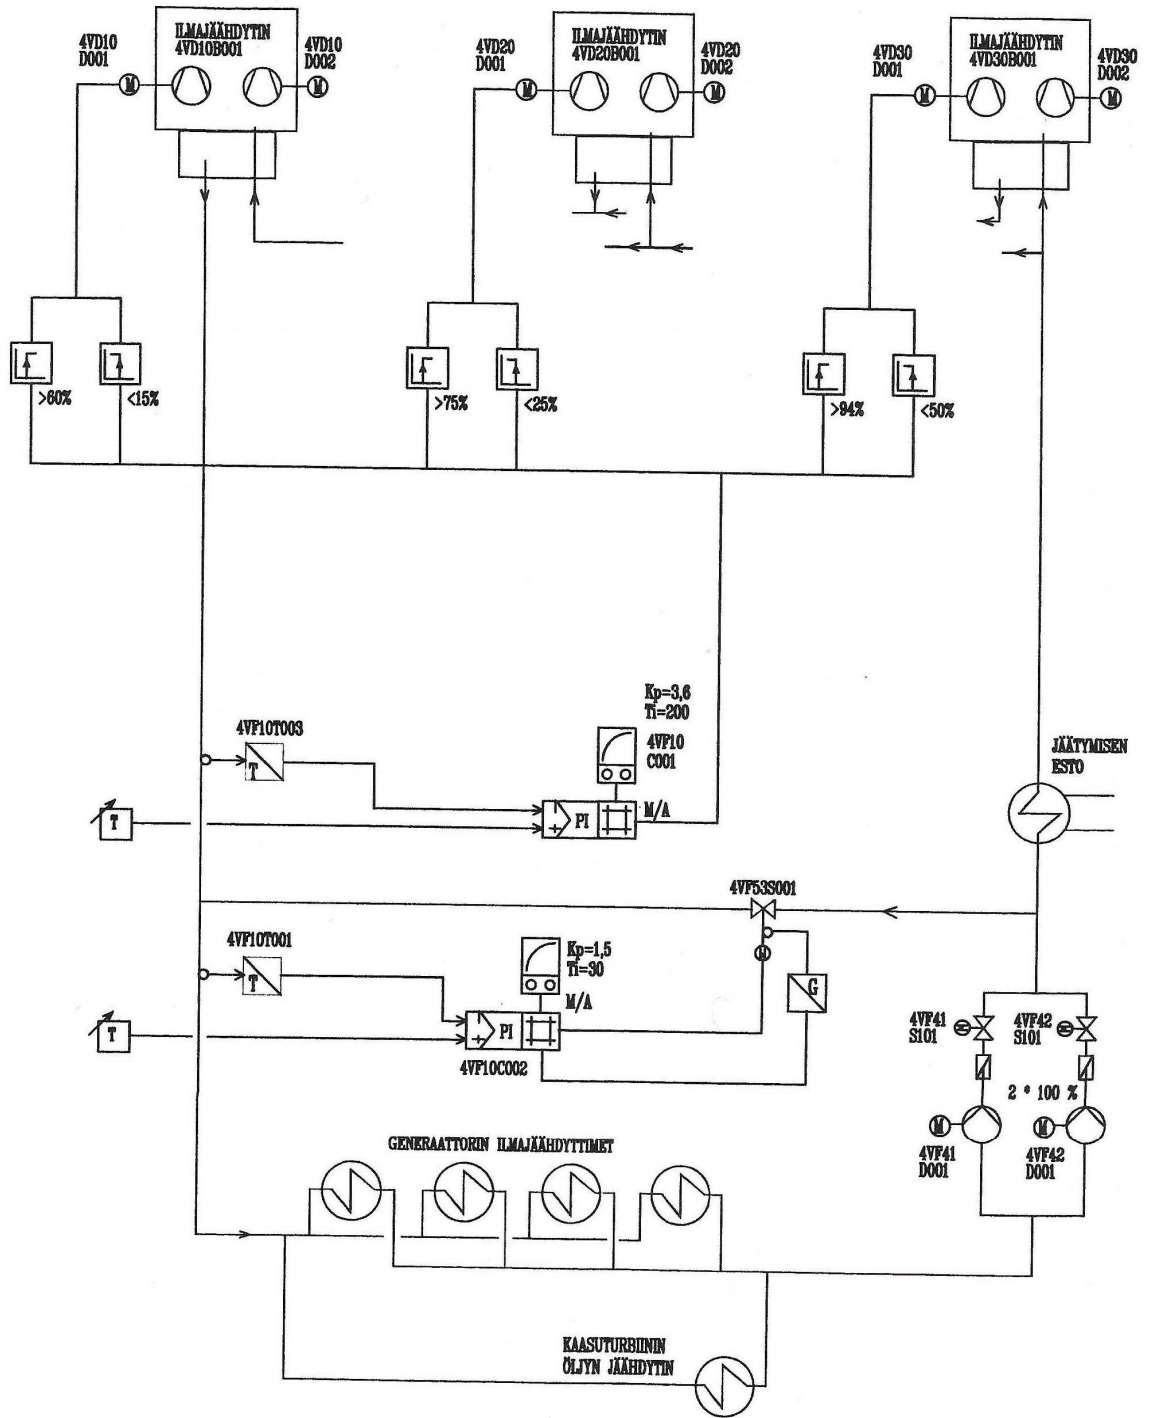 ILMAJÄÄHDYTIN
4VD10B001
4VD10
D001
4VD10
D002
M
M
ILMAJÄÄHDYTIN
4VD20B001
4VD20
D001
4VD20
D002
M
M
ILMAJÄÄHDYTIN
4VD30B001
4VD30
D001
4VD30
D002
M
M
>60%
<15%
>75%
<25%
>94%
<50%
Kp=3,6
Ti=200
4VF10
C001
4VF10T003
T
T
PI
M/A
JÄÄTYMISEN
ESTO
4VF53S001
M
4VF10T001
T
T
Kp=1,5
Ti=30
M/A
PI
4VF10C002
G
4VF41
S101
M
4VF42
S101
M
2 * 100 %
M
4VF41
D001
M
4VF42
D001
GENERAATTORIN ILMAJÄÄHDYTTIMET
KAASUTURBIININ
ÖLJYN JÄÄHDYTIN